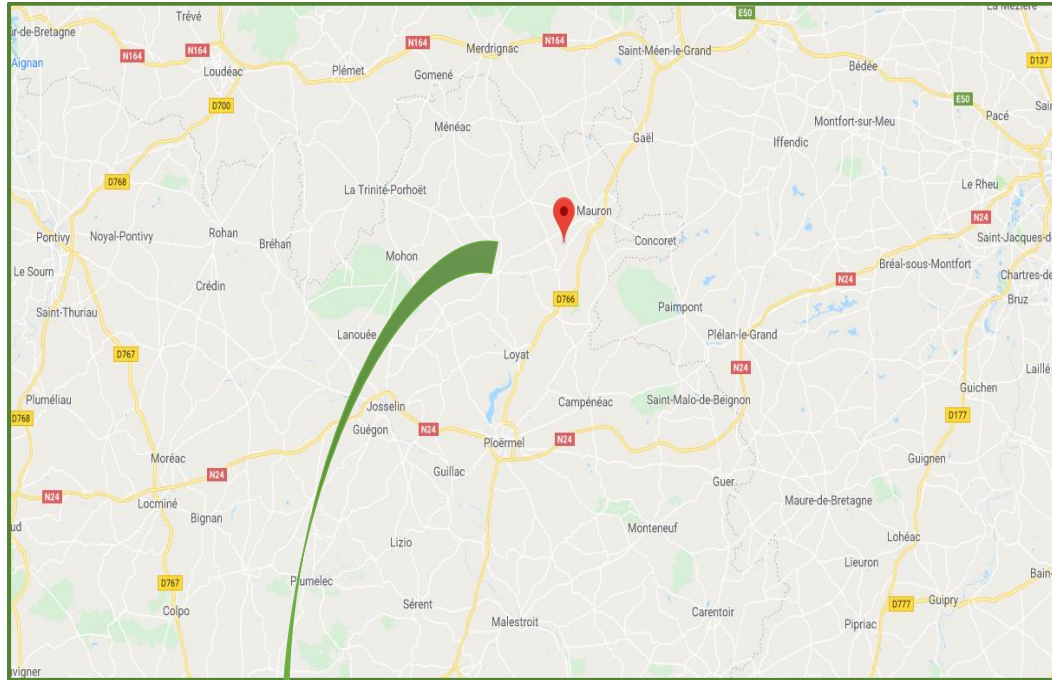 La Mézière
Trévé
E50
ur-de-Bretagne
N164
N164
Merdrignac
N164
Saint-Méen-le-Grand
Aignan
Loudéac
Plémet
Gomené
Bédée
D137
D700
E50
Ménéac
Montfort-sur-Meu
Pacé
Sain
Gaël
Iffendic
D768
La Trinité-Porhoët
Le Rheu
Mauron
N24
Pontivy
Noyal-Pontivy
Rohan
Bréhan
Mohon
Concoret
Saint-Jacques-de
Le Sourn
Crédin
Bréal-sous-Montfort
N24
Chartres-de
Bruz
Saint-Thuriau
D766
Paimpont
Lanouée
Plélan-le-Grand
D767
Loyat
N24
Laillé
Guichen
Pluméliau
Josselin
Campénéac
Saint-Malo-de-Beignon
D768
Guégon
N24
Ploërmel
N24
D177
Moréac
N24
Guillac
Guignen
N24
Locminé
Guer
Maure-de-Bretagne
ud
Bignan
Monteneuf
Lizio
Lohéac
Lieuron
D767
Plumelec
Bain-
Colpo
Sérent
Carentoir
D777
Guipry
Malestroit
Pipriac
uvigner